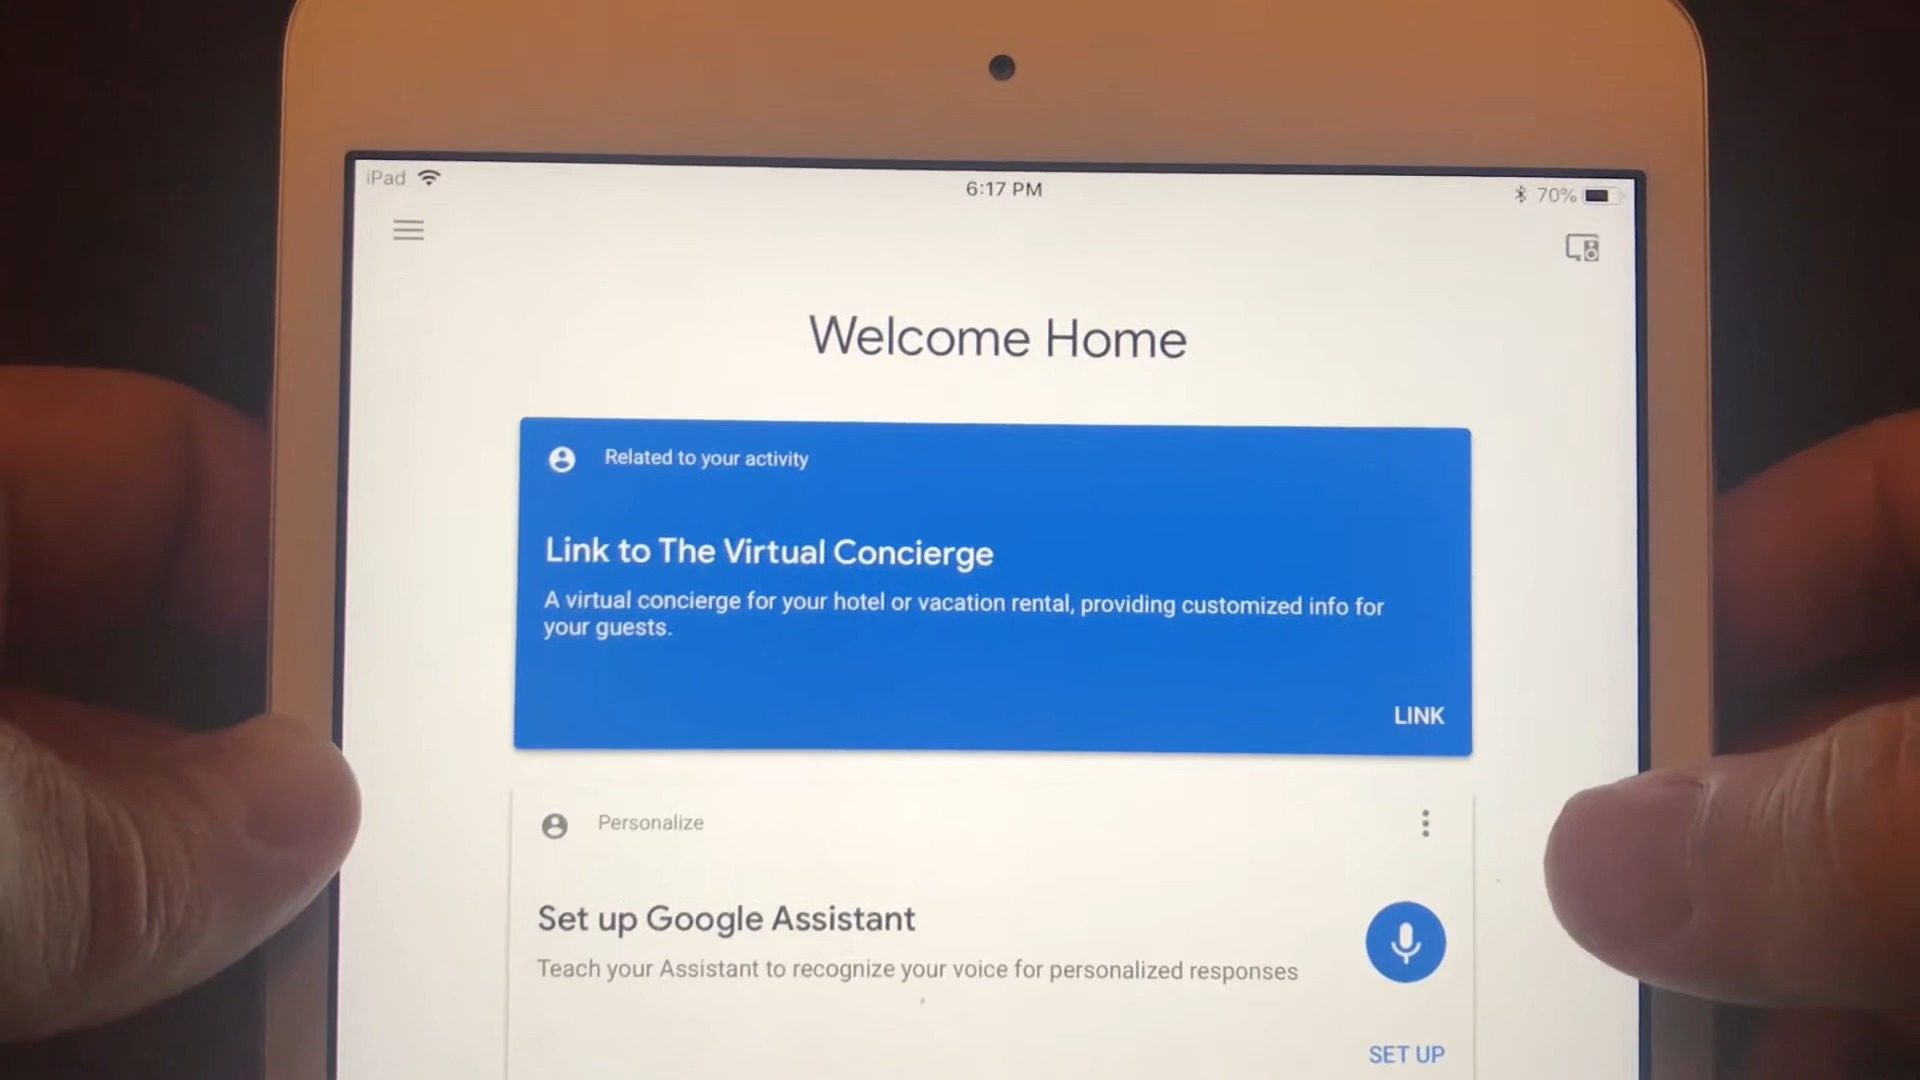 iPad
6:17 PM
70%
Welcome Home
Related to your activity
Link to The Virtual Concierge
A virtual concierge for your hotel or vacation rental, providing customized info for
your guests.
LINK
Personalize
Set up Google Assistant
Teach your Assistant to recognize your voice for personalized responses
SET UP